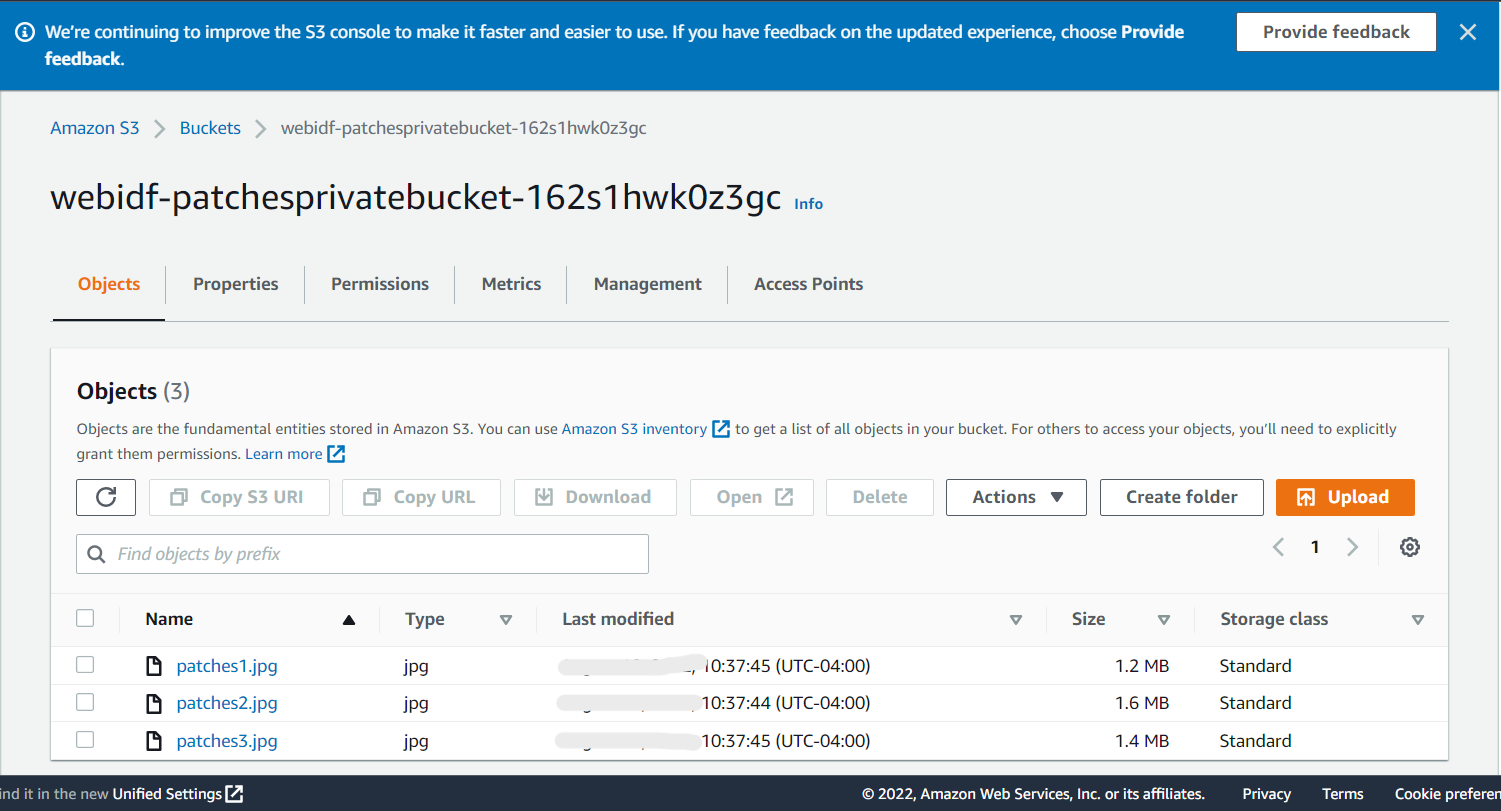 We're continuing to improve the S3 console to make it faster and easier to use. If you have feedback on the updated experience, choose Provide
feedback.
Provide feedback
Amazon S3 Buckets webidf-patchesprivatebucket-162s1hwk0z3gc
webidf-patchesprivatebucket-162s1hwk0z3gc Info
Objects Properties Permissions Metrics Management Access Points
Objects (3)
Objects are the fundamental entities stored in Amazon S3. You can use Amazon S3 inventory to get a list of all objects in your bucket. For others to access your objects, you'll need to explicitly
grant them permissions. Learn more
Copy S3 URI Copy URL Download Open Delete Actions Create folder Upload
Find objects by prefix 1
Name Type Last modified Size Storage class
patches1.jpg jpg 10:37:45 (UTC-04:00) 1.2 MB Standard
patches2.jpg jpg 10:37:44 (UTC-04:00) 1.6 MB Standard
patches3.jpg jpg 10:37:45 (UTC-04:00) 1.4 MB Standard
ind it in the new Unified Settings © 2022, Amazon Web Services, Inc. or its affiliates. Privacy Terms Cookie preferen